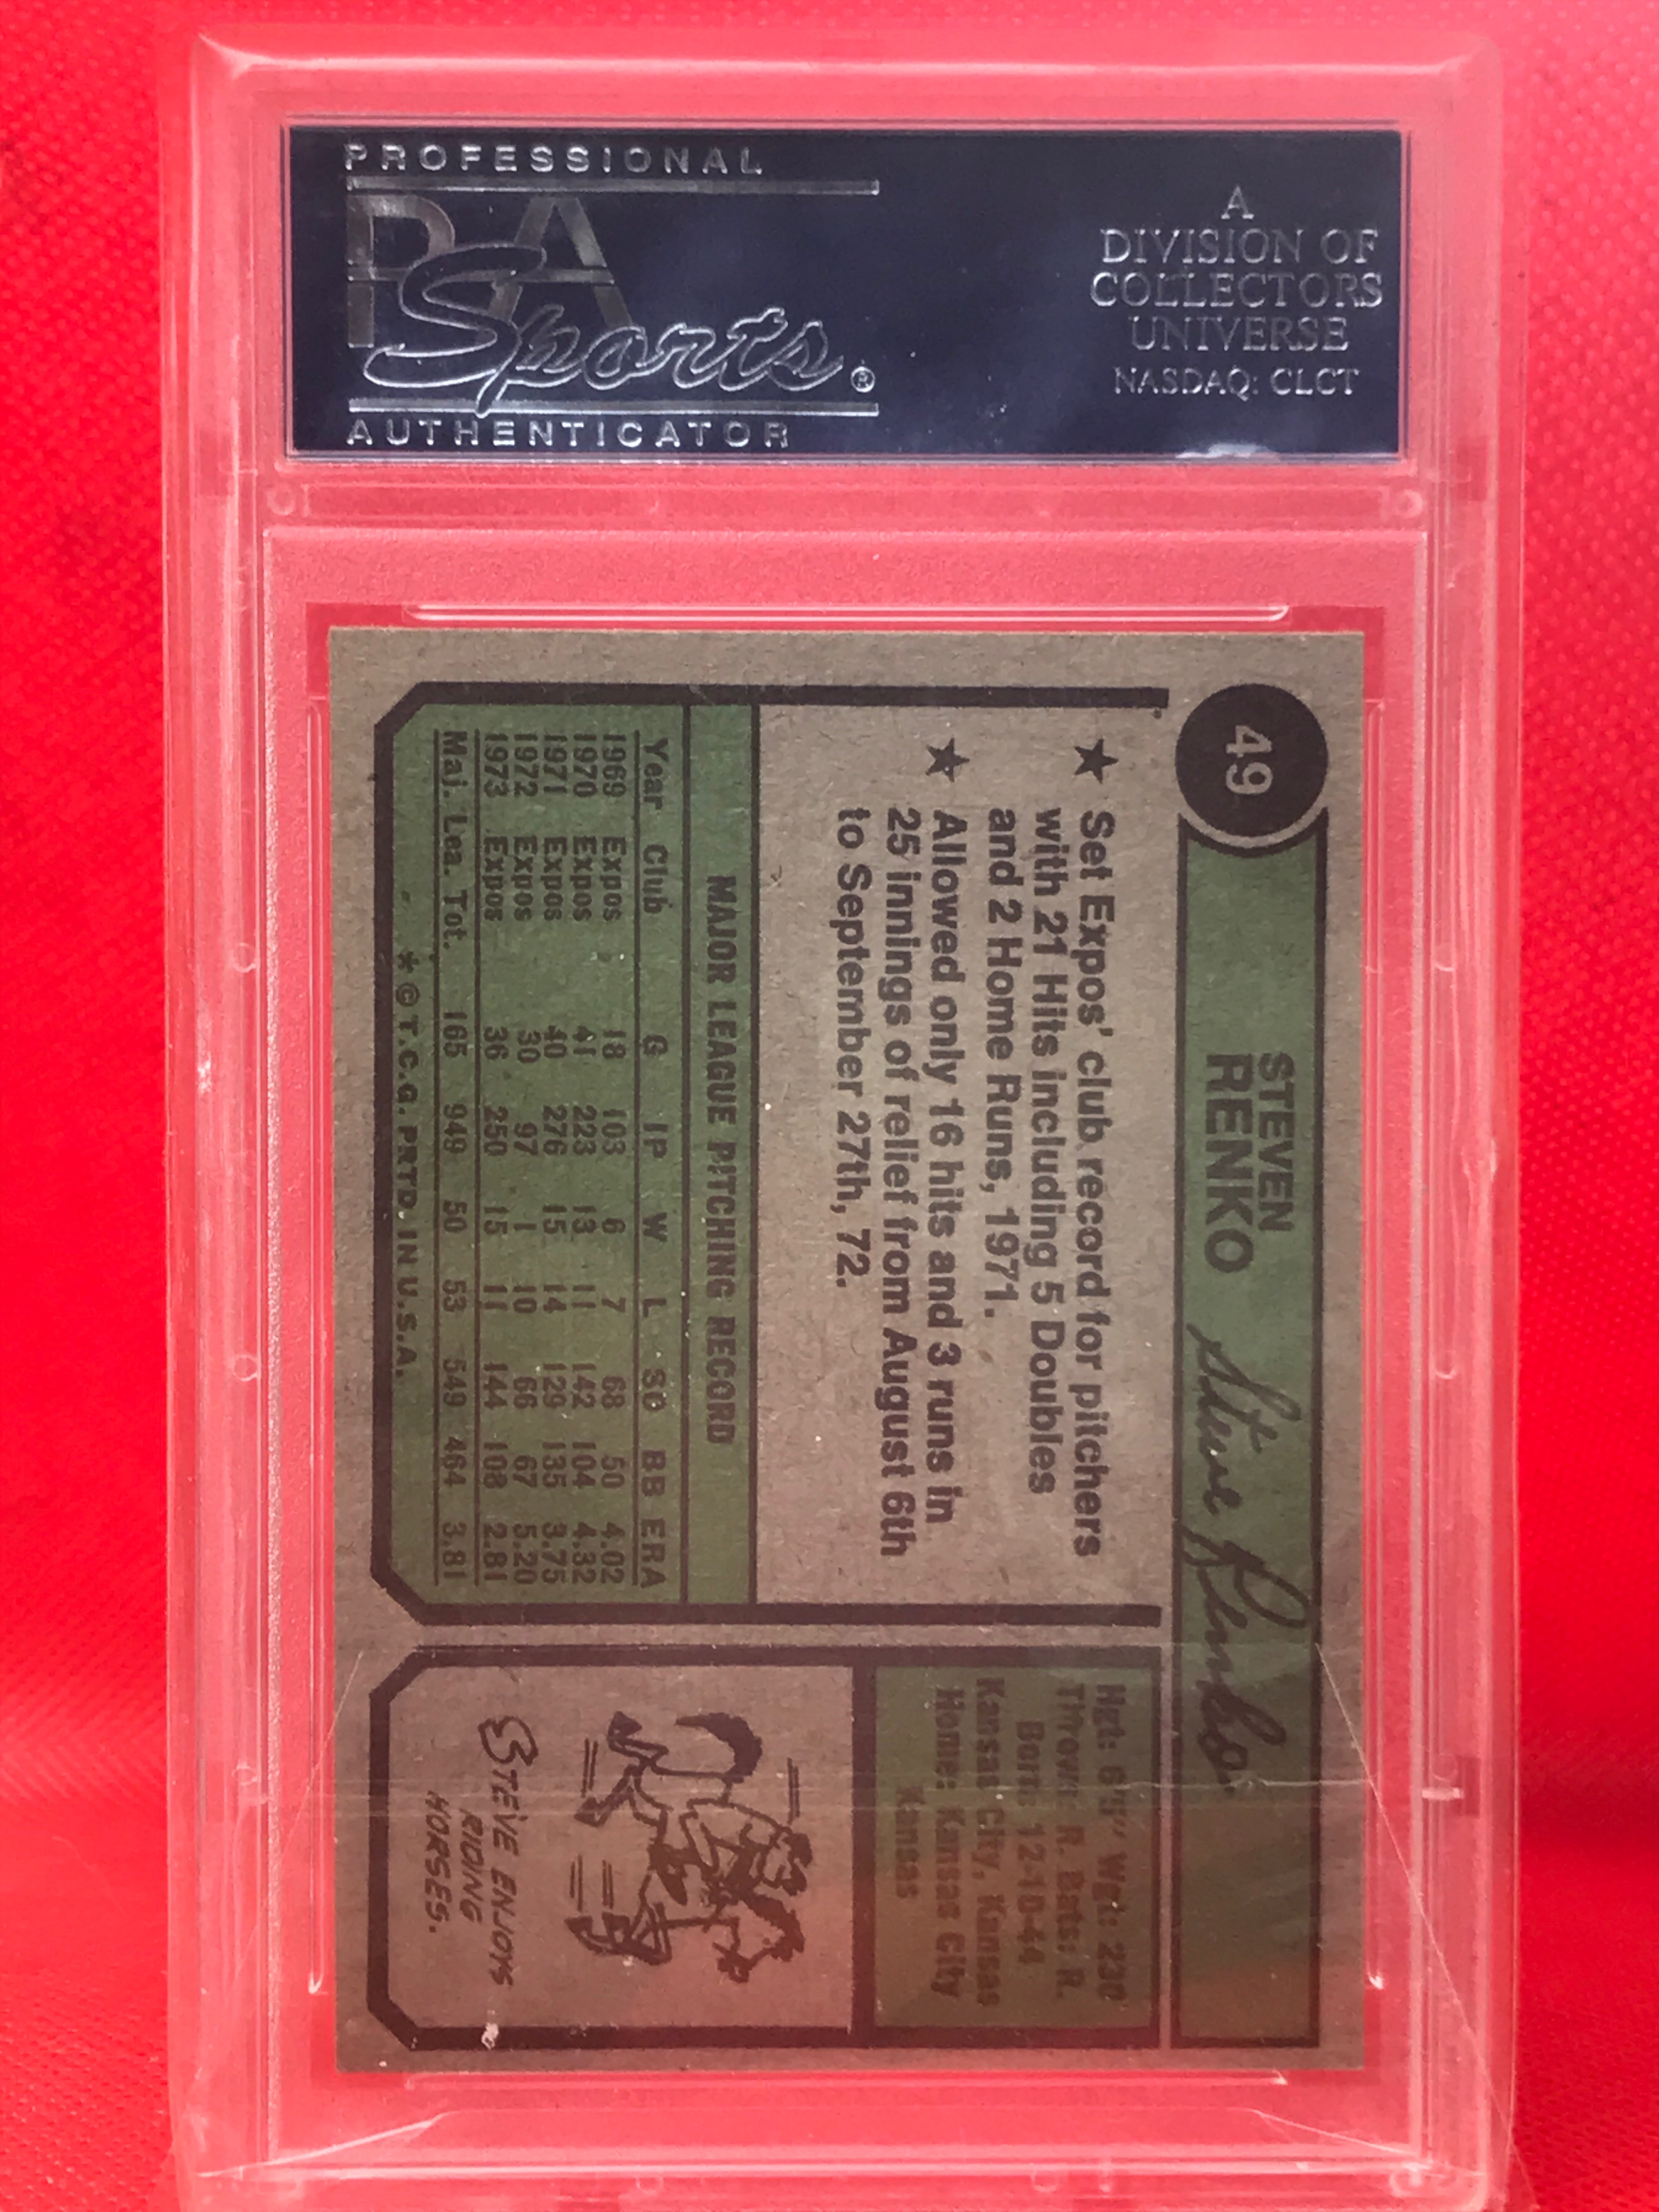 PROFESSIONAL
PSA
Sports®
AUTHENTICATOR
A
DIVISION OF
COLLECTORS
UNIVERSE
NASDAQ: CLCT
49
STEVEN
RENKO
Steve Renko
★ Set Expos' club record for pitchers
with 21 Hits including 5 Doubles
and 2 Home Runs, 1971.
★ Allowed only 16 hits and 3 runs in
25 innings of relief from August 6th
to September 27th, 72.
MAJOR LEAGUE PITCHING RECORD
Year Club G IP W L SO BB ERA
1969 Expos 18 103 6 7 68 50 4.02
1970 Expos 41 223 13 11 142 104 4.32
1971 Expos 40 276 15 14 129 135 3.75
1972 Expos 30 97 1 10 66 67 5.20
1973 Expos 36 250 15 11 144 108 2.81
Maj. Lea. Tot. 165 949 50 53 549 464 3.81
* © T.C.G. PRTD. IN U.S.A.
Hgt: 6'5" Wgt: 230
Throws: R. Bats: R.
Born: 12-10-44
Kansas City, Kansas
Home: Kansas City
Kansas
STEVE ENJOYS
RIDING
HORSES.